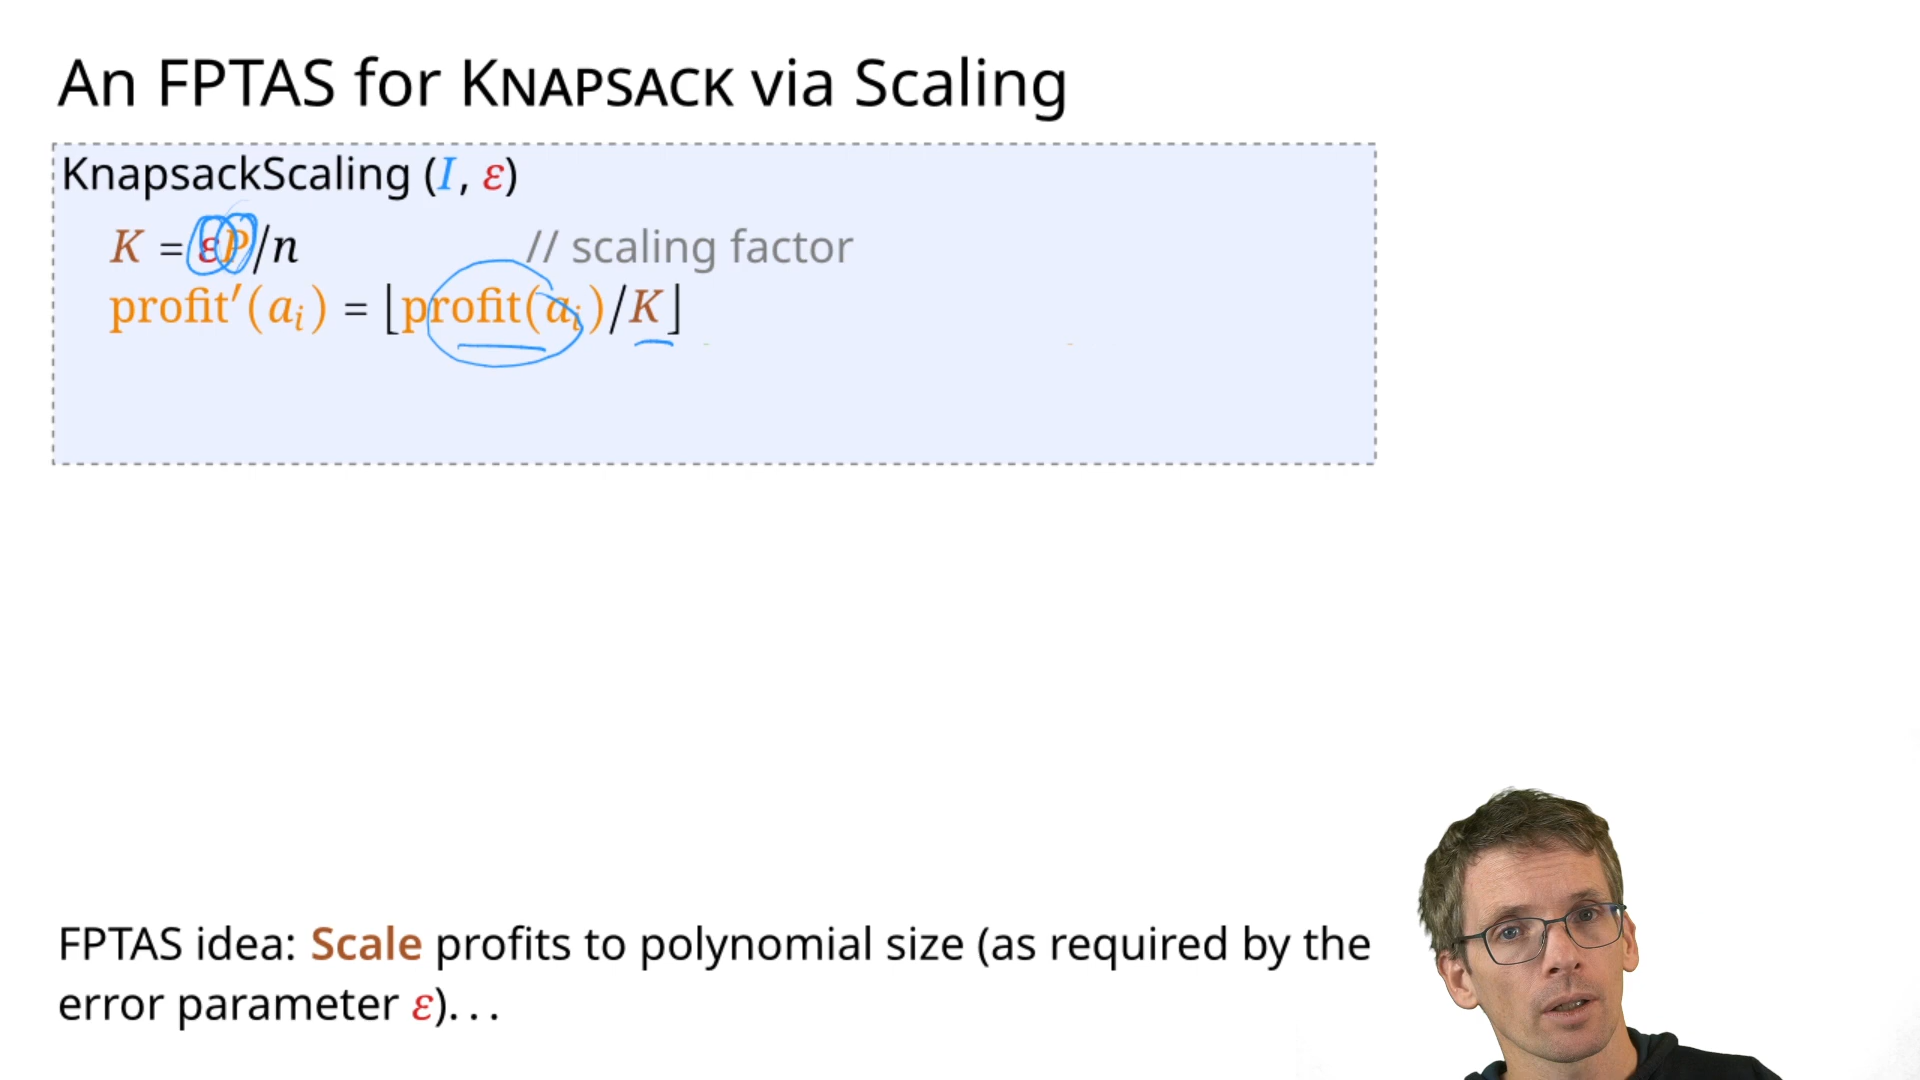 An FPTAS for KNAPSACK via Scaling
KnapsackScaling (I, ε)
K = εP/n // scaling factor
profit′(aᵢ) = ⌊profit(aᵢ)/K⌋
FPTAS idea: Scale profits to polynomial size (as required by the
error parameter ε)...